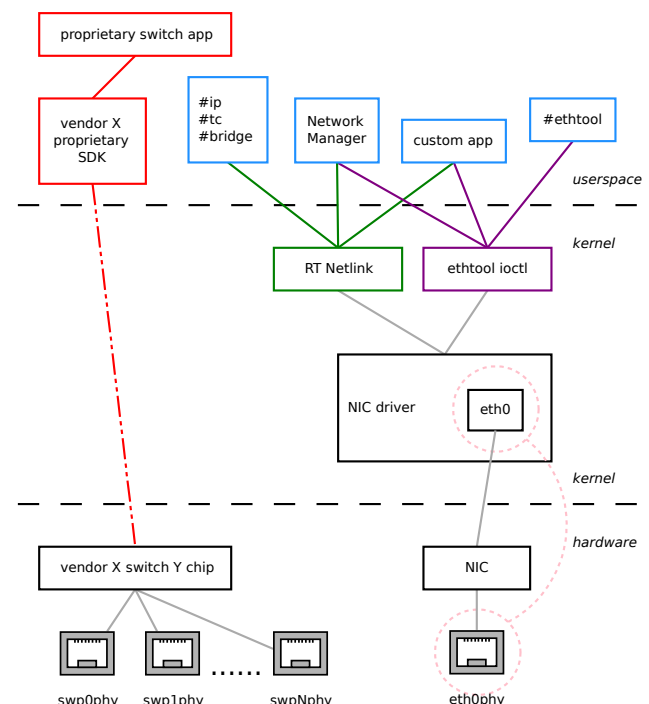 proprietary switch app
vendor X
proprietary
SDK
#ip
#tc
#bridge
Network
Manager
custom app
#ethtool
userspace
kernel
RT Netlink
ethtool ioctl
NIC driver
eth0
kernel
hardware
vendor X switch Y chip
NIC
swp0phy
swp1phy
......
swpNphy
eth0phy